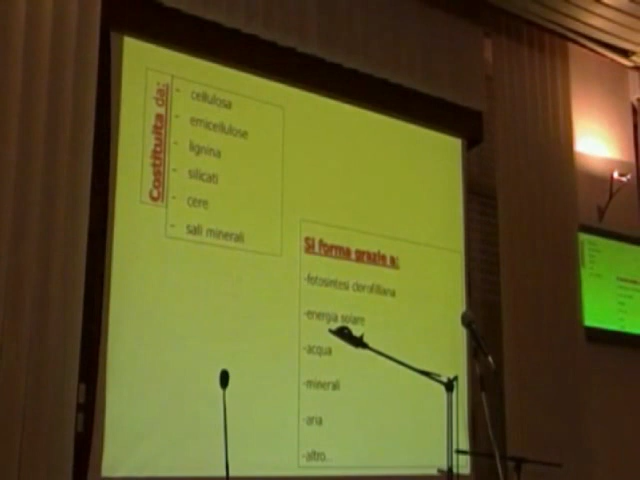 Costituita da:
- cellulosa
- emicellulose
- lignina
- silicati
- cere
- sali minerali
Si forma grazie a:
-fotosintesi clorofilliana
-energia solare
-acqua
-minerali
-aria
-altro...